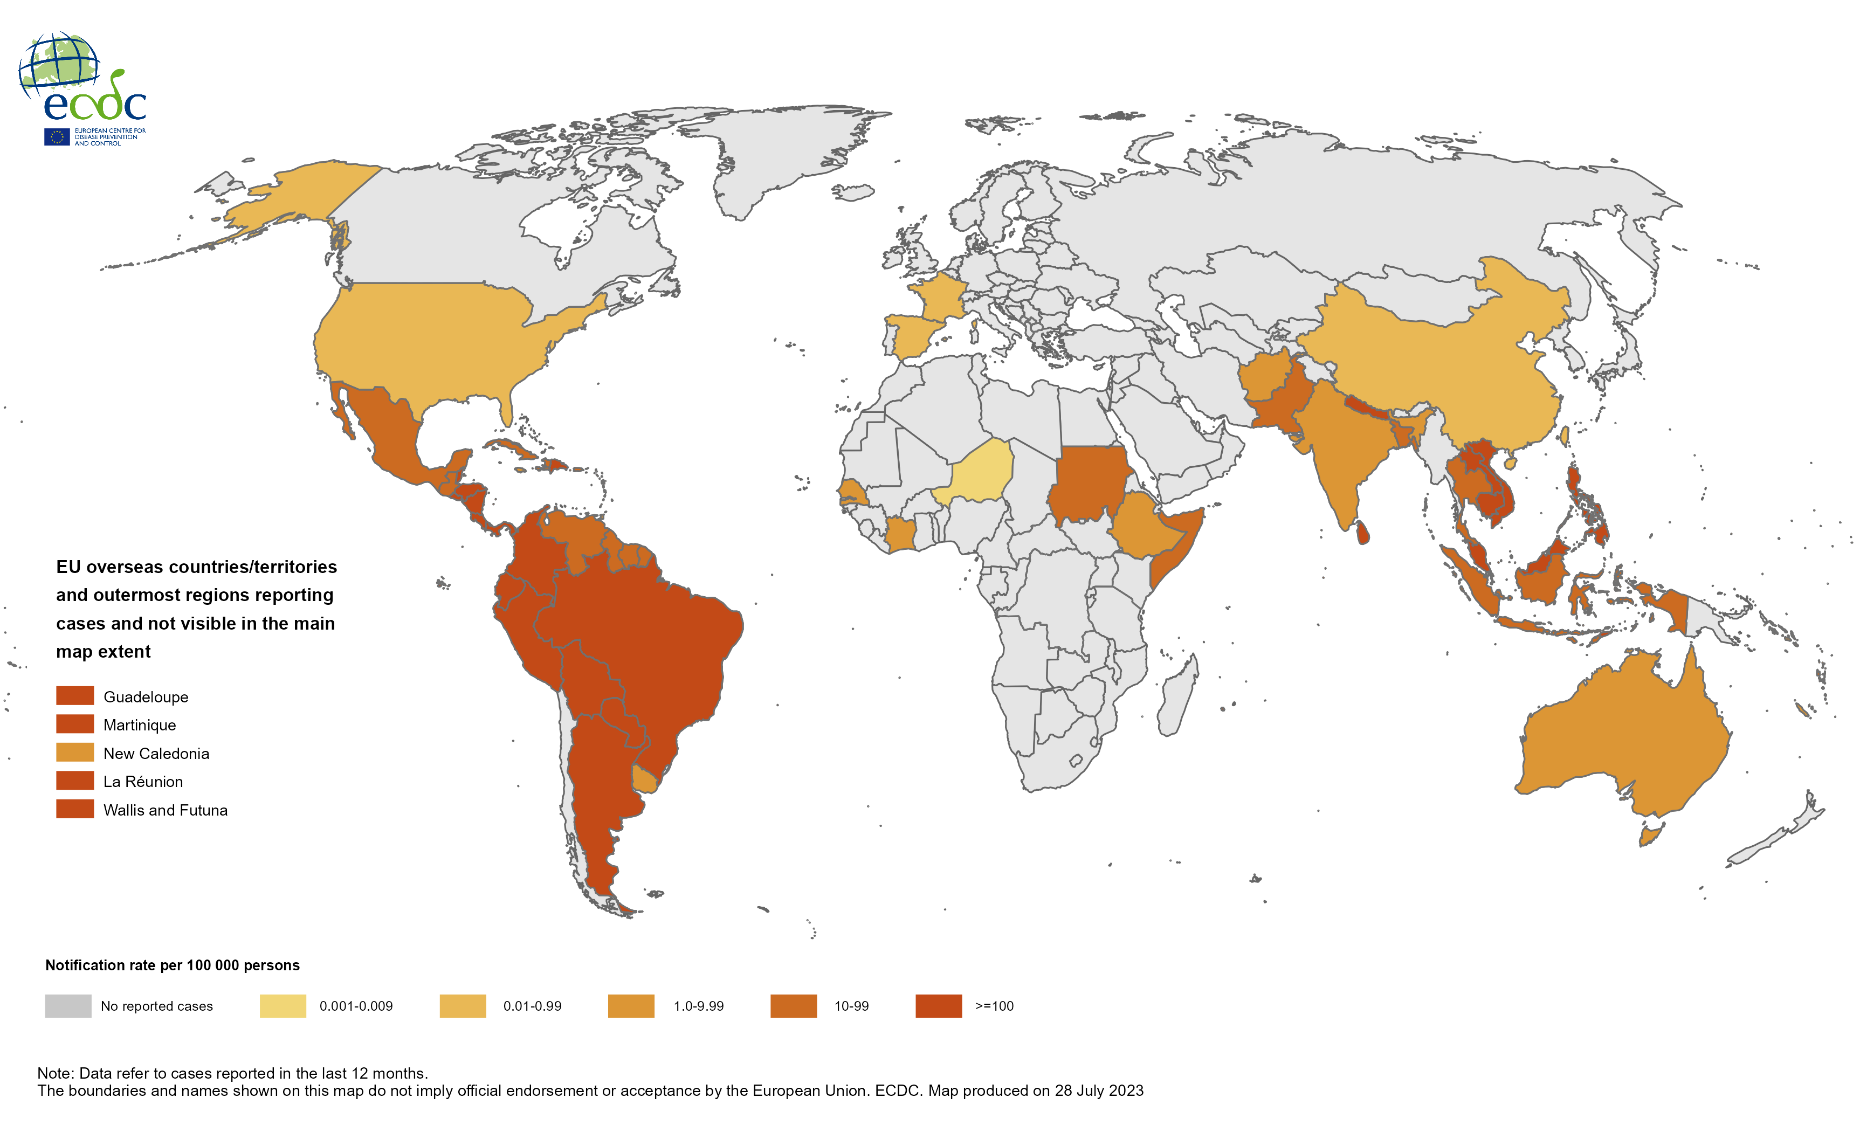 ecdc
EUROPEAN CENTRE FOR
DISEASE PREVENTION
AND CONTROL
EU overseas countries/territories
and outermost regions reporting
cases and not visible in the main
map extent
Guadeloupe
Martinique
New Caledonia
La Réunion
Wallis and Futuna
Notification rate per 100 000 persons
No reported cases
0.001-0.009
0.01-0.99
1.0-9.99
10-99
>=100
Note: Data refer to cases reported in the last 12 months.
The boundaries and names shown on this map do not imply official endorsement or acceptance by the European Union. ECDC. Map produced on 28 July 2023